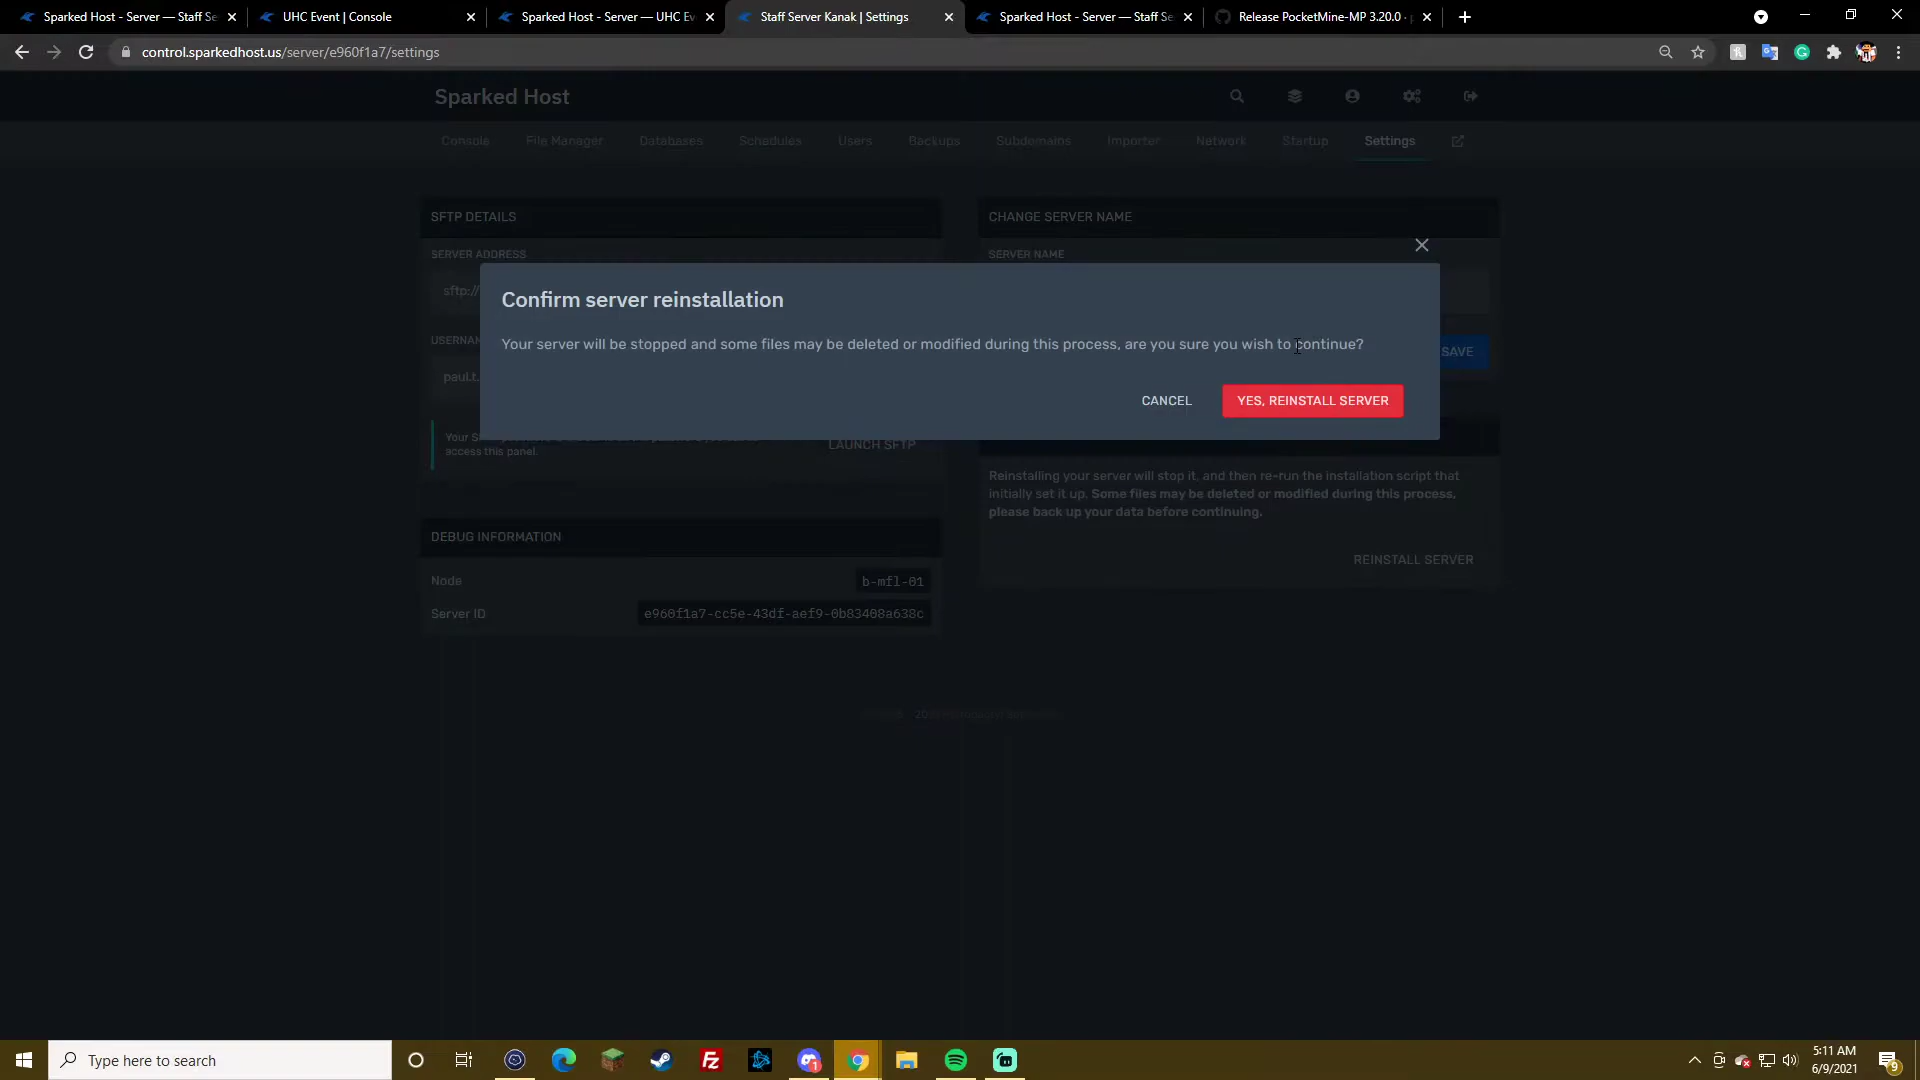 Sparked Host - Server — Staff Se
UHC Event | Console
Sparked Host - Server — UHC Ev
Staff Server Kanak | Settings
Sparked Host - Server — Staff Se
Release PocketMine-MP 3.20.0 ·
control.sparkedhost.us/server/e960f1a7/settings
Sparked Host
Console
File Manager
Databases
Schedules
Users
Backups
Subdomains
Importer
Network
Startup
Settings
SFTP DETAILS
CHANGE SERVER NAME
SERVER ADDRESS
SERVER NAME
sftp://
Confirm server reinstallation
Your server will be stopped and some files may be deleted or modified during this process, are you sure you wish to continue?
USERNAM
SAVE
paul.t.
CANCEL
YES, REINSTALL SERVER
Your S
access this panel.
LAUNCH SFTP
Reinstalling your server will stop it, and then re-run the installation script that
initially set it up. Some files may be deleted or modified during this process,
please back up your data before continuing.
REINSTALL SERVER
DEBUG INFORMATION
Node
b-mfl-01
Server ID
e960f1a7-cc5e-43df-aef9-0b83408a638c
Type here to search
5:11 AM
6/9/2021
9